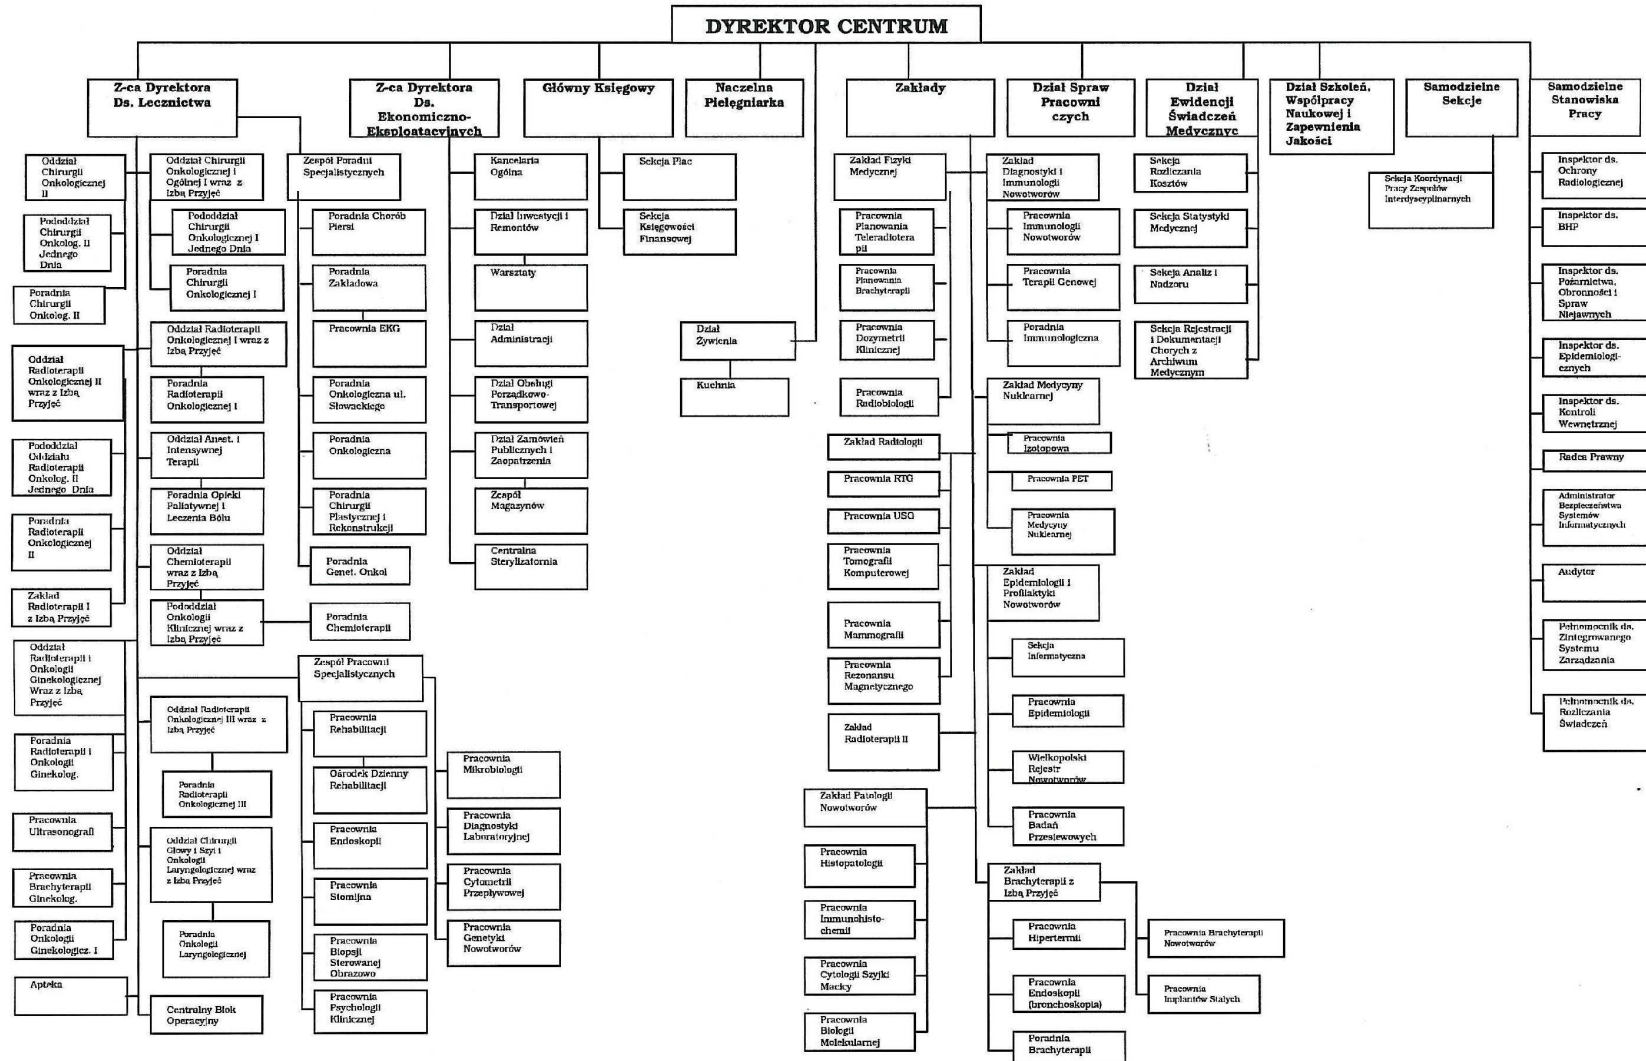 DYREKTOR CENTRUM
Z-ca Dyrektora
Ds. Lecznictwa
Z-ca Dyrektora
Ds.
Ekonomiczno-
Eksploatacyjnych
Główny Księgowy
Naczelna
Pielęgniarka
Zakłady
Dział Spraw
Pracowni
czych
Dział
Ewidencji
Świadczeń
Medycznyc
Dział Szkoleń,
Współpracy
Naukowej i
Zapewnienia
Jakości
Samodzielne
Sekcje
Samodzielne
Stanowiska
Pracy
Oddział
Chirurgii
Onkologicznej
II
Pododdział
Chirurgii
Onkolog. II
Jednego
Dnia
Poradnia
Chirurgii
Onkolog. II
Oddział
Radioterapii
Onkologicznej II
wraz z Izbą
Przyjęć
Pododdział
Oddziału
Radioterapii
Onkolog. II
Jednego Dnia
Poradnia
Radioterapii
Onkologicznej
II
Zakład
Radioterapii I
z Izbą Przyjęć
Oddział
Radioterapii i
Onkologii
Ginekologicznej
Wraz z Izbą
Przyjęć
Poradnia
Radioterapii i
Onkologii
Ginekolog.
Pracownia
Ultrasonografi
Pracownia
Brachyterapii
Ginekolog.
Poradnia
Onkologii
Ginekologicz. I
Apteka
Oddział Chirurgii
Onkologicznej i
Ogólnej I wraz z
Izbą Przyjęć
Pododdział
Chirurgii
Onkologicznej I
Jednego Dnia
Poradnia
Chirurgii
Onkologicznej I
Oddział Radioterapii
Onkologicznej I wraz z
Izbą Przyjęć
Poradnia
Radioterapii
Onkologicznej I
Oddział Anest. i
Intensywnej
Terapii
Poradnia Opieki
Paliatywnej i
Leczenia Bólu
Oddział
Chemioterapii
wraz z Izbą
Przyjęć
Pododdział
Onkologii
Klinicznej wraz z
Izbą Przyjęć
Oddział Radioterapii
Onkologicznej III wraz z
Izbą Przyjęć
Poradnia
Radioterapii
Onkologicznej III
Oddział Chirurgii
Głowy i Szyi i
Onkologii
Laryngologicznej wraz
z Izbą Przyjęć
Poradnia
Onkologii
Laryngologicznej
Centralny Blok
Operacyjny
Zespół Poradni
Specjalistycznych
Poradnia Chorób
Piersi
Poradnia
Zakładowa
Pracownia EKG
Poradnia
Onkologiczna ul.
Słowackiego
Poradnia
Onkologiczna
Poradnia
Chirurgii
Plastycznej i
Rekonstrukcji
Poradnia
Genet. Onkol
Poradnia
Chemioterapii
Zespół Pracowni
Specjalistycznych
Pracownia
Rehabilitacji
Ośrodek Dzienny
Rehabilitacji
Pracownia
Endoskopii
Pracownia
Stomijna
Pracownia
Biopsji
Sterowanej
Obrazowo
Pracownia
Psychologii
Klinicznej
Pracownia
Mikrobiologii
Pracownia
Diagnostyki
Laboratoryjnej
Pracownia
Cytometrii
Przepływowej
Pracownia
Genetyki
Nowotworów
Kancelaria
Ogólna
Dział Inwestycji i
Remontów
Warsztaty
Dział
Administracji
Dział Obsługi
Porządkowo-
Transportowej
Dział Zamówień
Publicznych i
Zaopatrzenia
Zespół
Magazynów
Centralna
Sterylizatornia
Sekcja Płac
Sekcja
Księgowości
Finansowej
Dział
Żywienia
Kuchnia
Zakład Fizyki
Medycznej
Pracownia
Planowania
Teleradiotera
pii
Pracownia
Planowania
Brachyterapii
Pracownia
Dozymetrii
Klinicznej
Pracownia
Radiobiologii
Zakład Radiologii
Pracownia RTG
Pracownia USG
Pracownia
Tomografii
Komputerowej
Pracownia
Mammografii
Pracownia
Rezonansu
Magnetycznego
Zakład
Radioterapii II
Zakład Patologii
Nowotworów
Pracownia
Histopatologii
Pracownia
Immunohisto-
chemii
Pracownia
Cytologii Szyjki
Macicy
Pracownia
Biologii
Molekularnej
Zakład
Diagnostyki i
Immunologii
Nowotworów
Pracownia
Immunologii
Nowotworów
Pracownia
Terapii Genowej
Poradnia
Immunologiczna
Zakład Medycyny
Nuklearnej
Pracownia
Izotopowa
Pracownia PET
Pracownia
Medycyny
Nuklearnej
Zakład
Epidemiologii i
Profilaktyki
Nowotworów
Sekcja
Informatyczna
Pracownia
Epidemiologii
Wielkopolski
Rejestr
Nowotworów
Pracownia
Badań
Przesiewowych
Zakład
Brachyterapii z
Izbą Przyjęć
Pracownia
Hipertermii
Pracownia
Endoskopii
(bronchoskopia)
Poradnia
Brachyterapii
Pracownia Brachyterapii
Nowotworów
Pracownia
Implantów Stałych
Sekcja
Rozliczania
Kosztów
Sekcja Statystyki
Medycznej
Sekcja Analiz i
Nadzoru
Sekcja Rejestracji
i Dokumentacji
Chorych z
Archiwum
Medycznym
Sekcja Koordynacji
Pracy Zespołów
Interdyscyplinarnych
Inspektor ds.
Ochrony
Radiologicznej
Inspektor ds.
BHP
Inspektor ds.
Pożarnictwa,
Obronności i
Spraw
Niejawnych
Inspektor ds.
Epidemiologi-
cznych
Inspektor ds.
Kontroli
Wewnętrznej
Radca Prawny
Administrator
Bezpieczeństwa
Systemów
Informatycznych
Audytor
Pełnomocnik ds.
Zintegrowanego
Systemu
Zarządzania
Pełnomocnik ds.
Rozliczania
Świadczeń